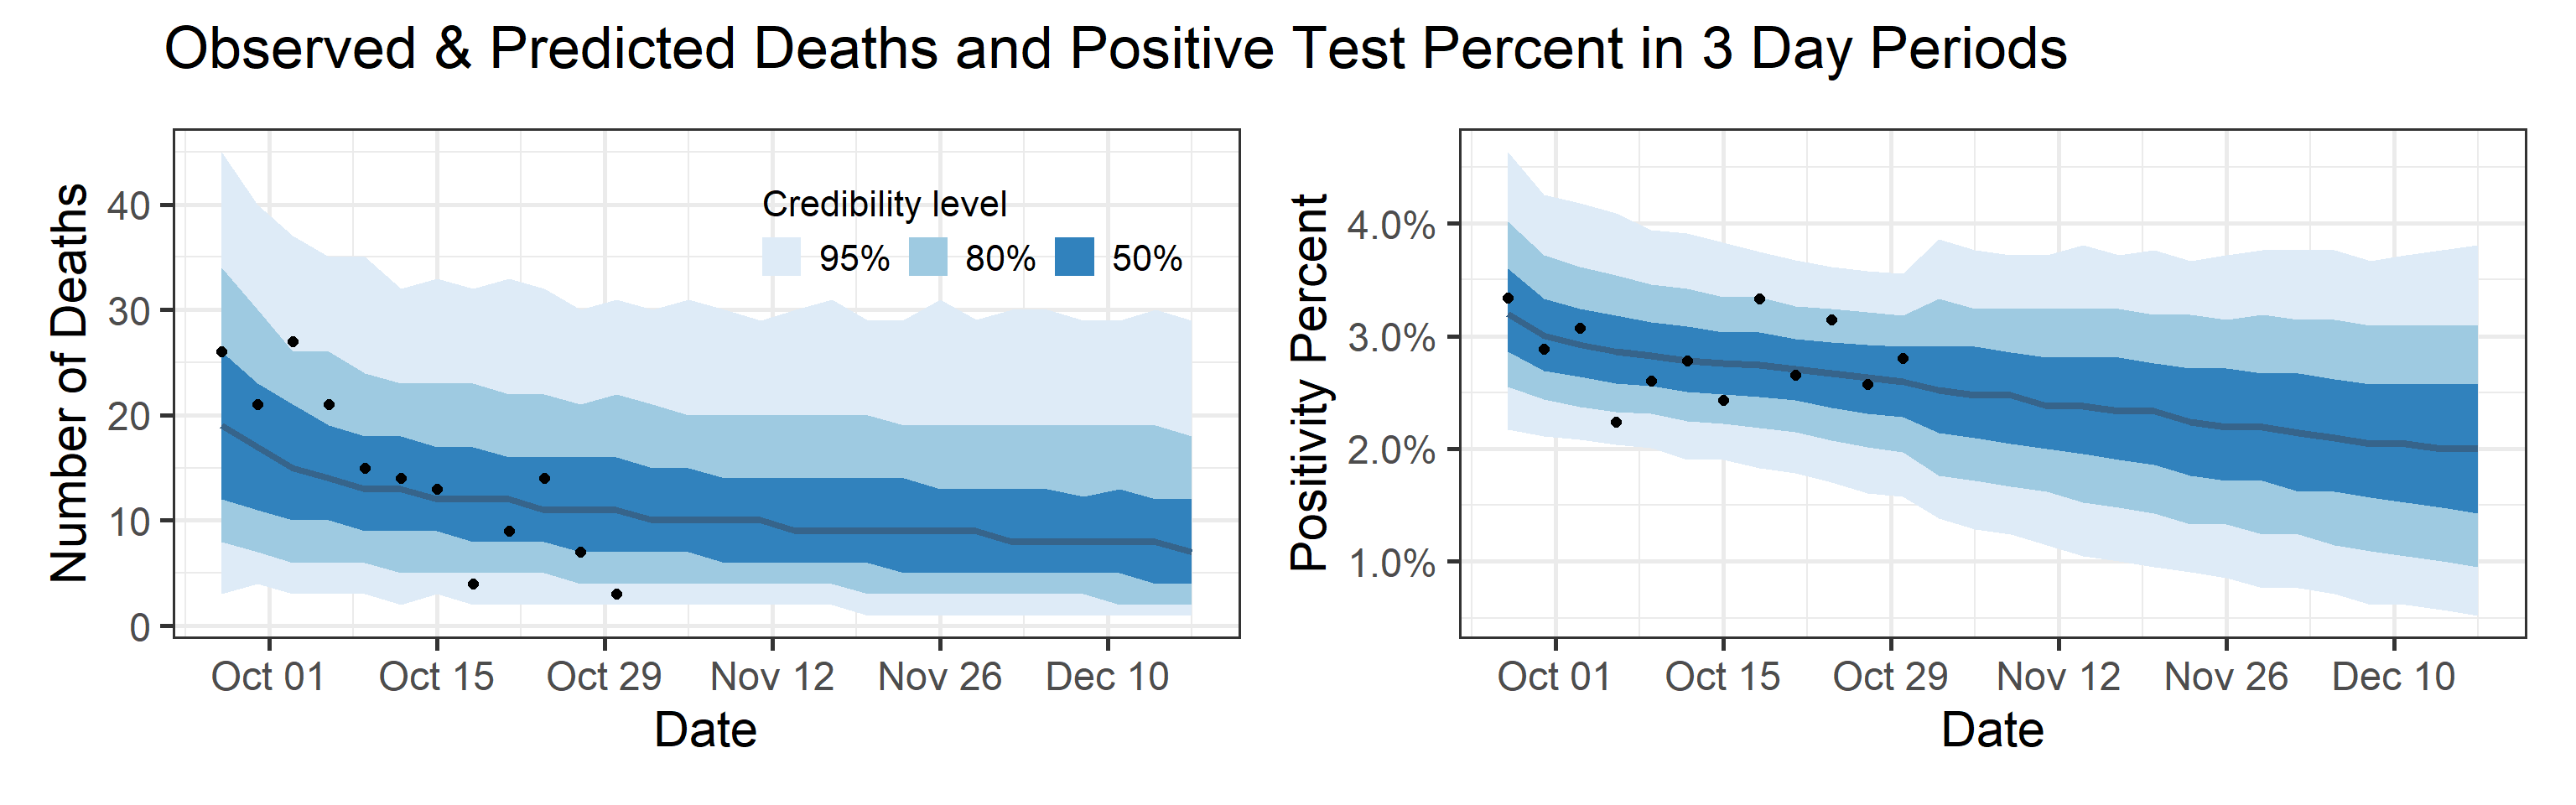 Observed & Predicted Deaths and Positive Test Percent in 3 Day Periods
Number of Deaths
40
30
20
10
0
Credibility level
95% 80% 50%
Oct 01 Oct 15 Oct 29 Nov 12 Nov 26 Dec 10
Date
Positivity Percent
4.0%
3.0%
2.0%
1.0%
Oct 01 Oct 15 Oct 29 Nov 12 Nov 26 Dec 10
Date